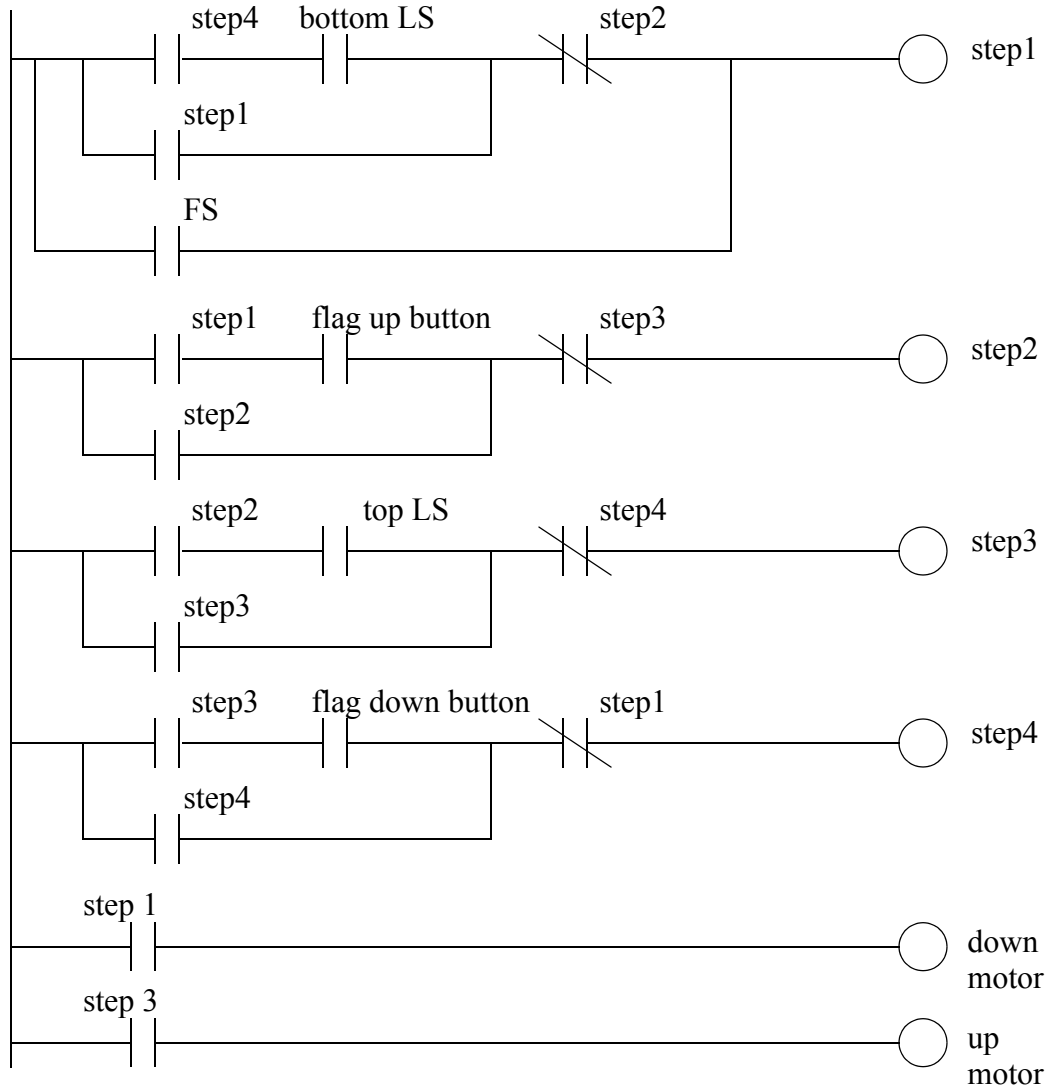 step4 bottom LS step2
step1
step1
FS
step1 flag up button step3
step2
step2
step2 top LS step4
step3
step3
step3 flag down button step1
step4
step4
step 1
down
motor
step 3
up
motor